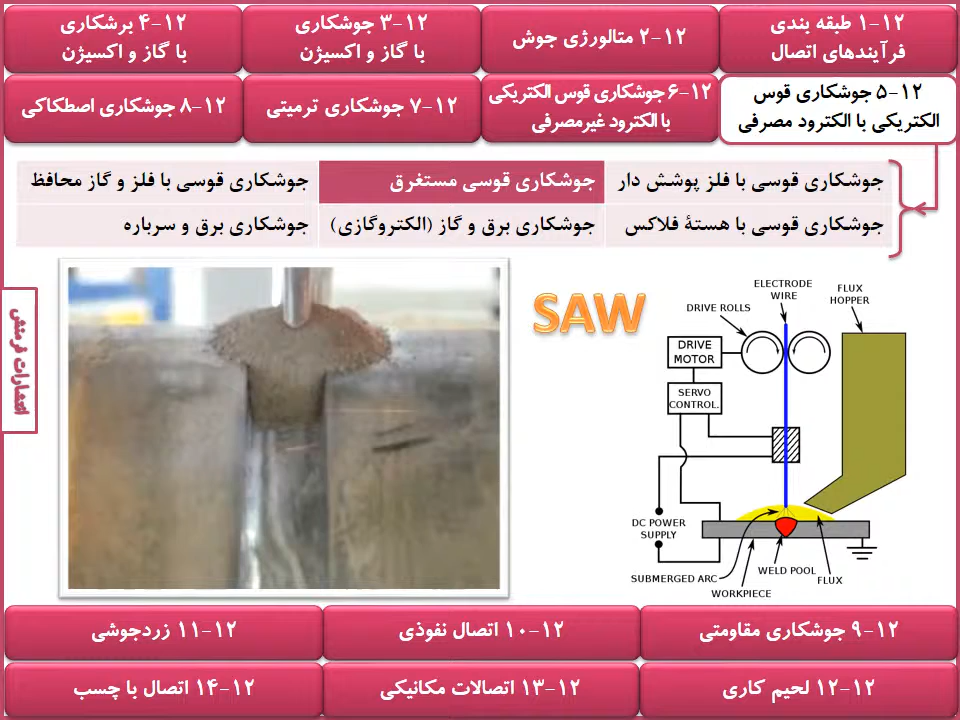 ۱۲-۱ طبقه بندی
فرآیندهای اتصال
۱۲-۲ متالورژی جوش
۱۲-۳ جوشکاری
با گاز و اکسیژن
۱۲-۴ برشکاری
با گاز و اکسیژن
۱۲-۵ جوشکاری قوس
الکتریکی با الکترود مصرفی
۱۲-۶ جوشکاری قوس الکتریکی
با الکترود غیرمصرفی
۱۲-۷ جوشکاری ترمیتی
۱۲-۸ جوشکاری اصطکاکی
جوشکاری قوسی با فلز پوشش دار
جوشکاری قوسی مستغرق
جوشکاری قوسی با فلز و گاز محافظ
جوشکاری قوسی با هستهٔ فلاکس
جوشکاری برق و گاز (الکتروگازی)
جوشکاری برق و سرباره
انتشارات فرمنش
SAW
ELECTRODE
WIRE
FLUX
HOPPER
DRIVE ROLLS
DRIVE
MOTOR
SERVO
CONTROL.
DC POWER
SUPPLY
SUBMERGED ARC
WELD POOL
FLUX
WORKPIECE
۱۲-۹ جوشکاری مقاومتی
۱۲-۱۰ اتصال نفوذی
۱۲-۱۱ زردجوشی
۱۲-۱۲ لحیم کاری
۱۲-۱۳ اتصالات مکانیکی
۱۲-۱۴ اتصال با چسب